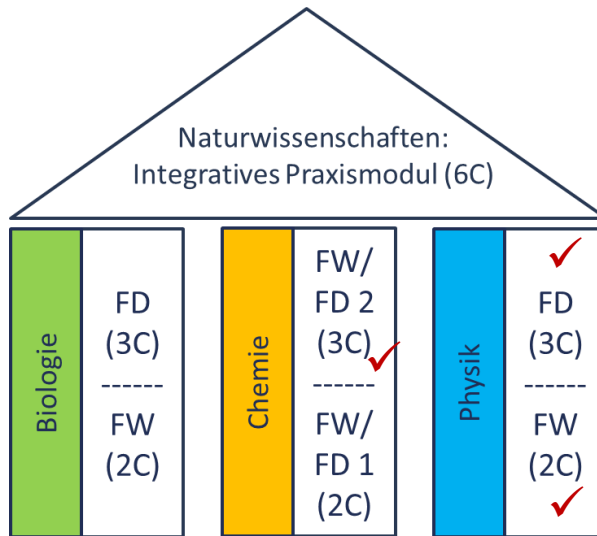 Naturwissenschaften:
Integratives Praxismodul (6C)
Biologie
FD
(3C)
------
FW
(2C)
Chemie
FW/
FD 2
(3C)
------
FW/
FD 1
(2C)
Physik
FD
(3C)
------
FW
(2C)